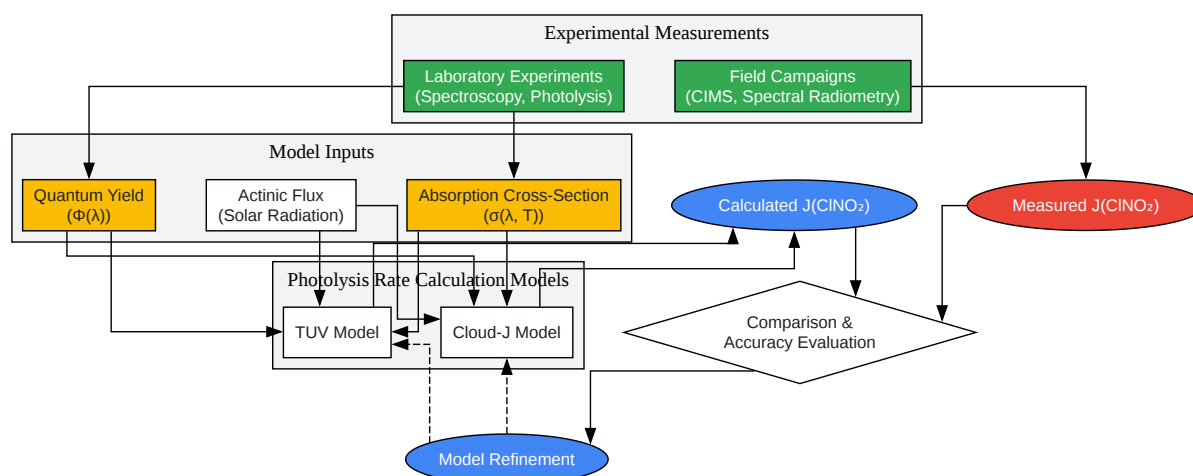 Experimental Measurements
Laboratory Experiments
(Spectroscopy, Photolysis)
Field Campaigns
(CIMS, Spectral Radiometry)
Model Inputs
Quantum Yield
(Φ(λ))
Actinic Flux
(Solar Radiation)
Absorption Cross-Section
(σ(λ, T))
Calculated J(ClNO₂)
Measured J(ClNO₂)
Photolysis Rate Calculation Models
TUV Model
Cloud-J Model
Comparison &
Accuracy Evaluation
Model Refinement